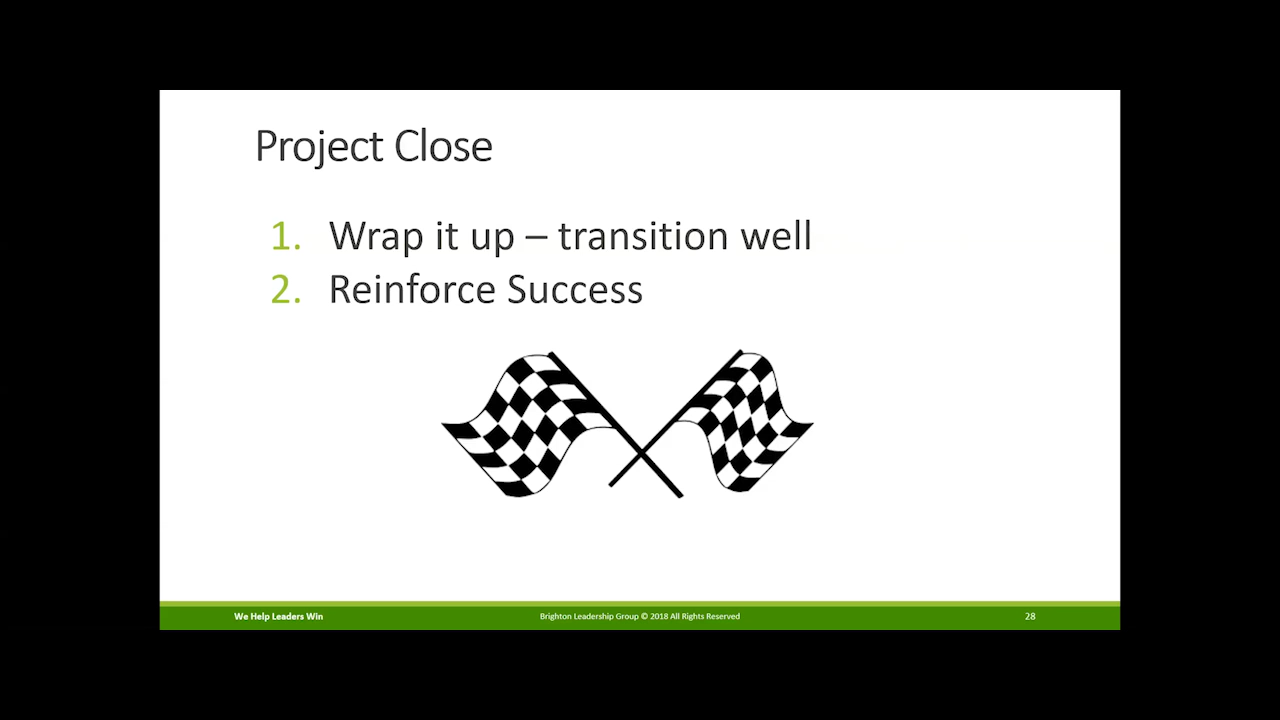 Project Close
1. Wrap it up – transition well
2. Reinforce Success
We Help Leaders Win
Brighton Leadership Group © 2018 All Rights Reserved
28